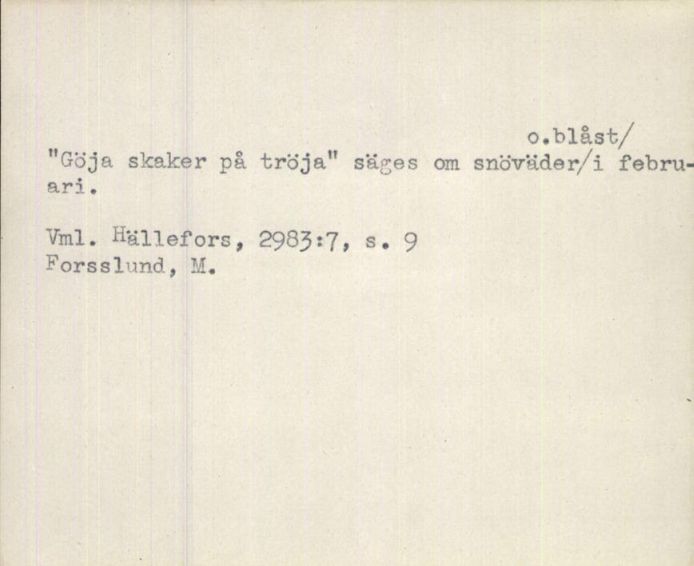 o.blåst/
"Göja skaker på tröja" säges om snöväder/i febru-
ari.
Vml. Hällefors, 2983:7, s. 9
Forsslund, M.